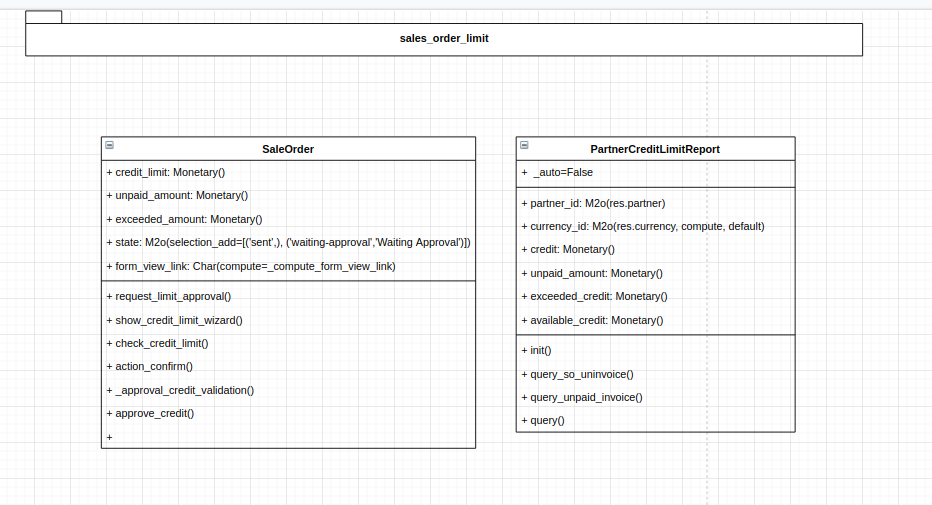 sales_order_limit
SaleOrder
+ credit_limit: Monetary()
+ unpaid_amount: Monetary()
+ exceeded_amount: Monetary()
+ state: M2o(selection_add=[('sent',), ('waiting-approval','Waiting Approval')])
+ form_view_link: Char(compute=_compute_form_view_link)
+ request_limit_approval()
+ show_credit_limit_wizard()
+ check_credit_limit()
+ action_confirm()
+ _approval_credit_validation()
+ approve_credit()
+
PartnerCreditLimitReport
+ _auto=False
+ partner_id: M2o(res.partner)
+ currency_id: M2o(res.currency, compute, default)
+ credit: Monetary()
+ unpaid_amount: Monetary()
+ exceeded_credit: Monetary()
+ available_credit: Monetary()
+ init()
+ query_so_uninvoice()
+ query_unpaid_invoice()
+ query()